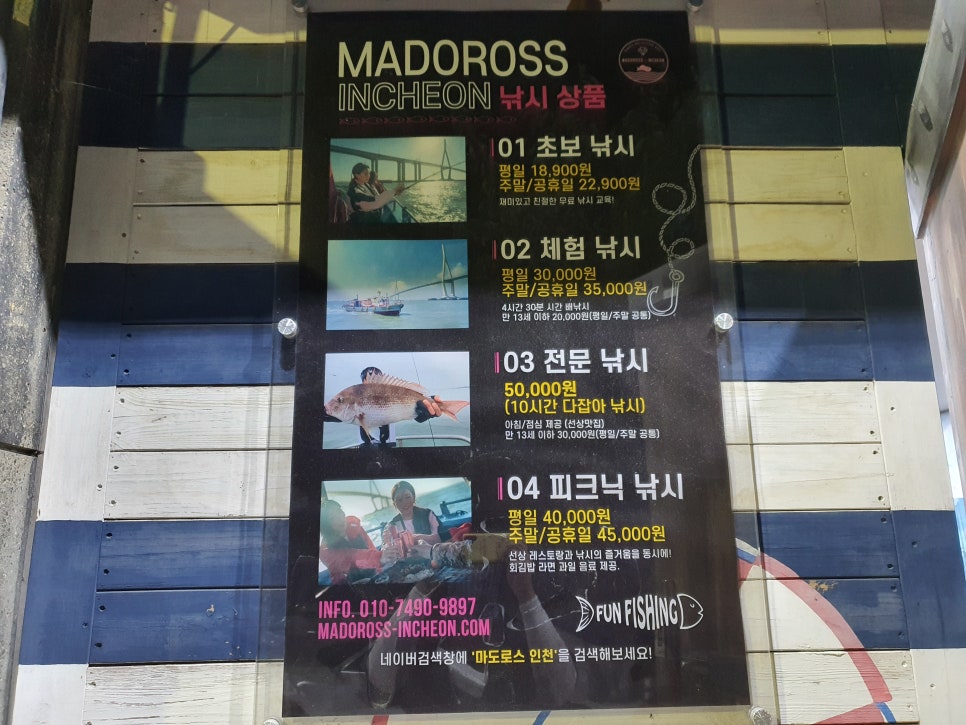 MADOROSS
INCHEON 낚시 상품
MADOROSS - INCHEON
01 초보 낚시
평일 18,900원
주말/공휴일 22,900원
재미있고 친절한 무료 낚시 교육!
02 체험 낚시
평일 30,000원
주말/공휴일 35,000원
4시간 30분 시간 배낚시
만 13세 이하 20,000원(평일/주말 공통)
03 전문 낚시
50,000원
(10시간 다잡아 낚시)
아침/점심 제공 (선상맛집)
만 13세 이하 30,000원(평일/주말 공통)
04 피크닉 낚시
평일 40,000원
주말/공휴일 45,000원
선상 레스토랑과 낚시의 즐거움을 동시에!
회김밥 라면 과일 음료 제공.
INFO. 010-7490-9897
MADOROSS-INCHEON.COM
FUN FISHING
네이버검색창에 '마도로스 인천'을 검색해보세요!